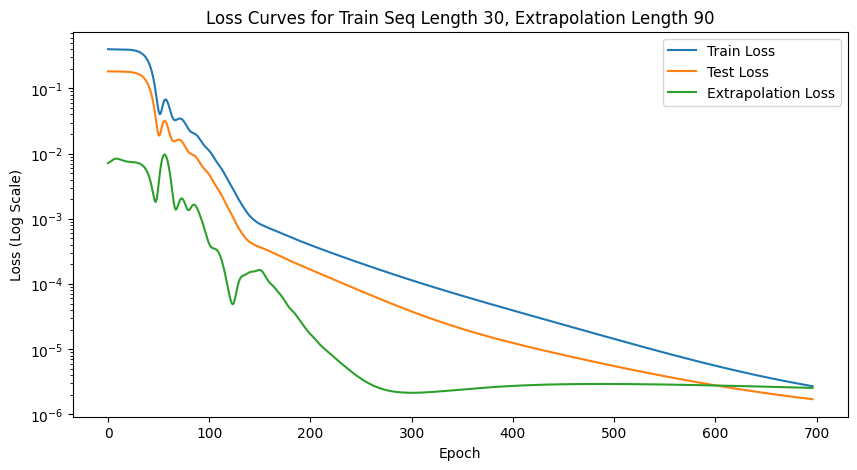 Loss Curves for Train Seq Length 30, Extrapolation Length 90
Train Loss
Test Loss
Extrapolation Loss
Loss (Log Scale)
10⁻¹
10⁻²
10⁻³
10⁻⁴
10⁻⁵
10⁻⁶
0 100 200 300 400 500 600 700
Epoch